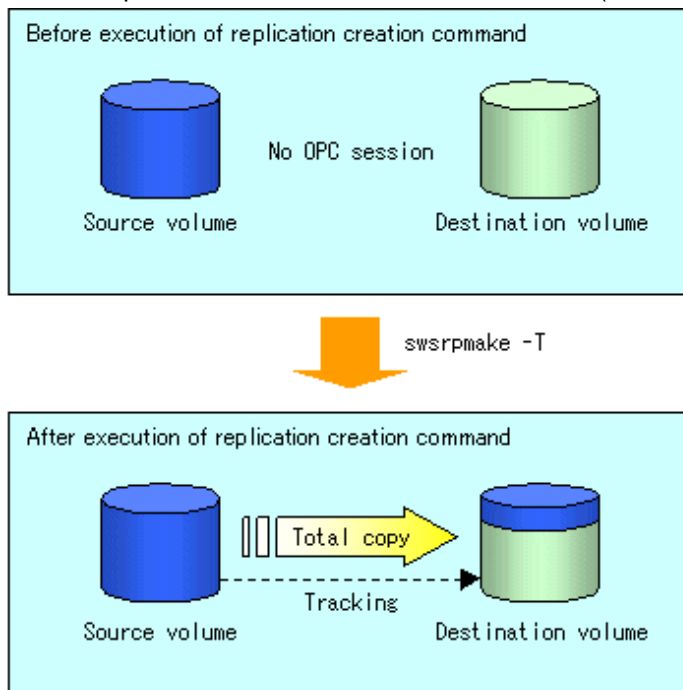 Before execution of replication creation command
No OPC session
Source volume
Destination volume
swsrpmake -T
After execution of replication creation command
Total copy
Tracking
Source volume
Destination volume